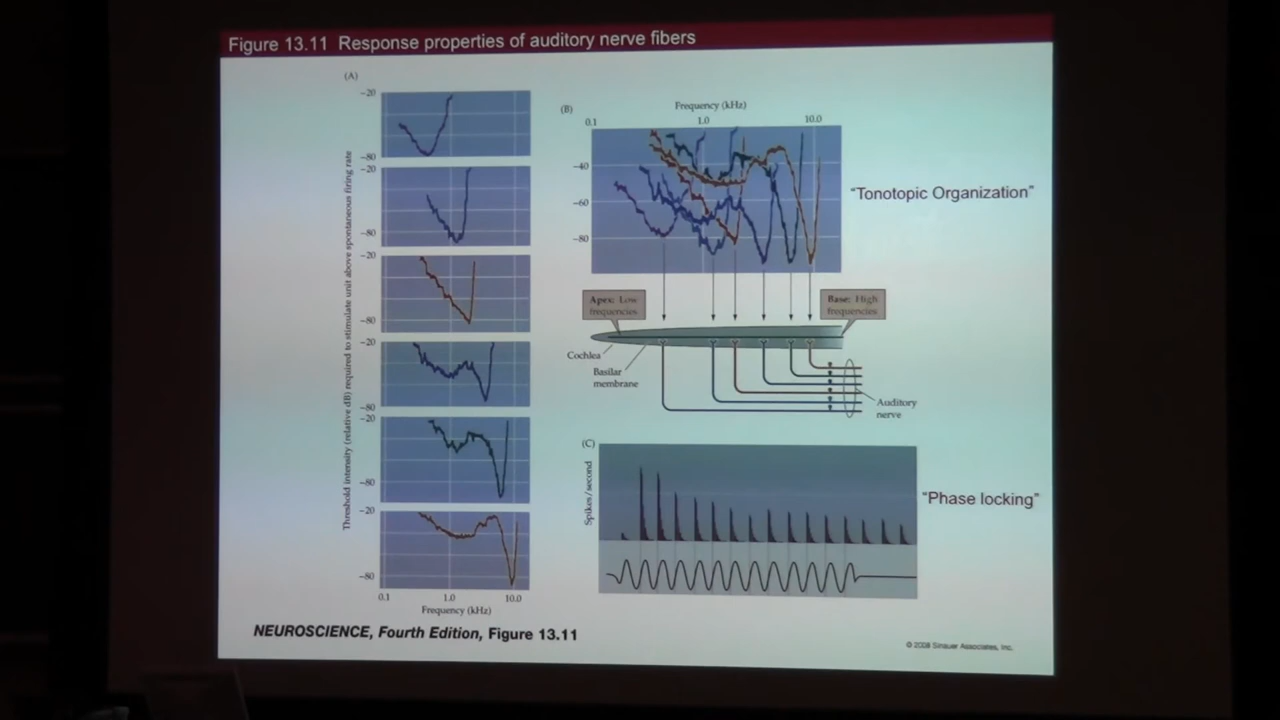 Figure 13.11 Response properties of auditory nerve fibers
(A)
Threshold intensity (relative dB) required to stimulate unit above spontaneous firing rate
−20
−80
−20
−80
−20
−80
−20
−80
−20
−80
−20
−80
0.1 1.0 10.0
Frequency (kHz)
(B)
Frequency (kHz)
0.1 1.0 10.0
−40
−60
−80
"Tonotopic Organization"
Apex: Low
frequencies
Base: High
frequencies
Cochlea
Basilar
membrane
Auditory
nerve
(C)
Spikes/second
"Phase locking"
NEUROSCIENCE, Fourth Edition, Figure 13.11
© 2008 Sinauer Associates, Inc.